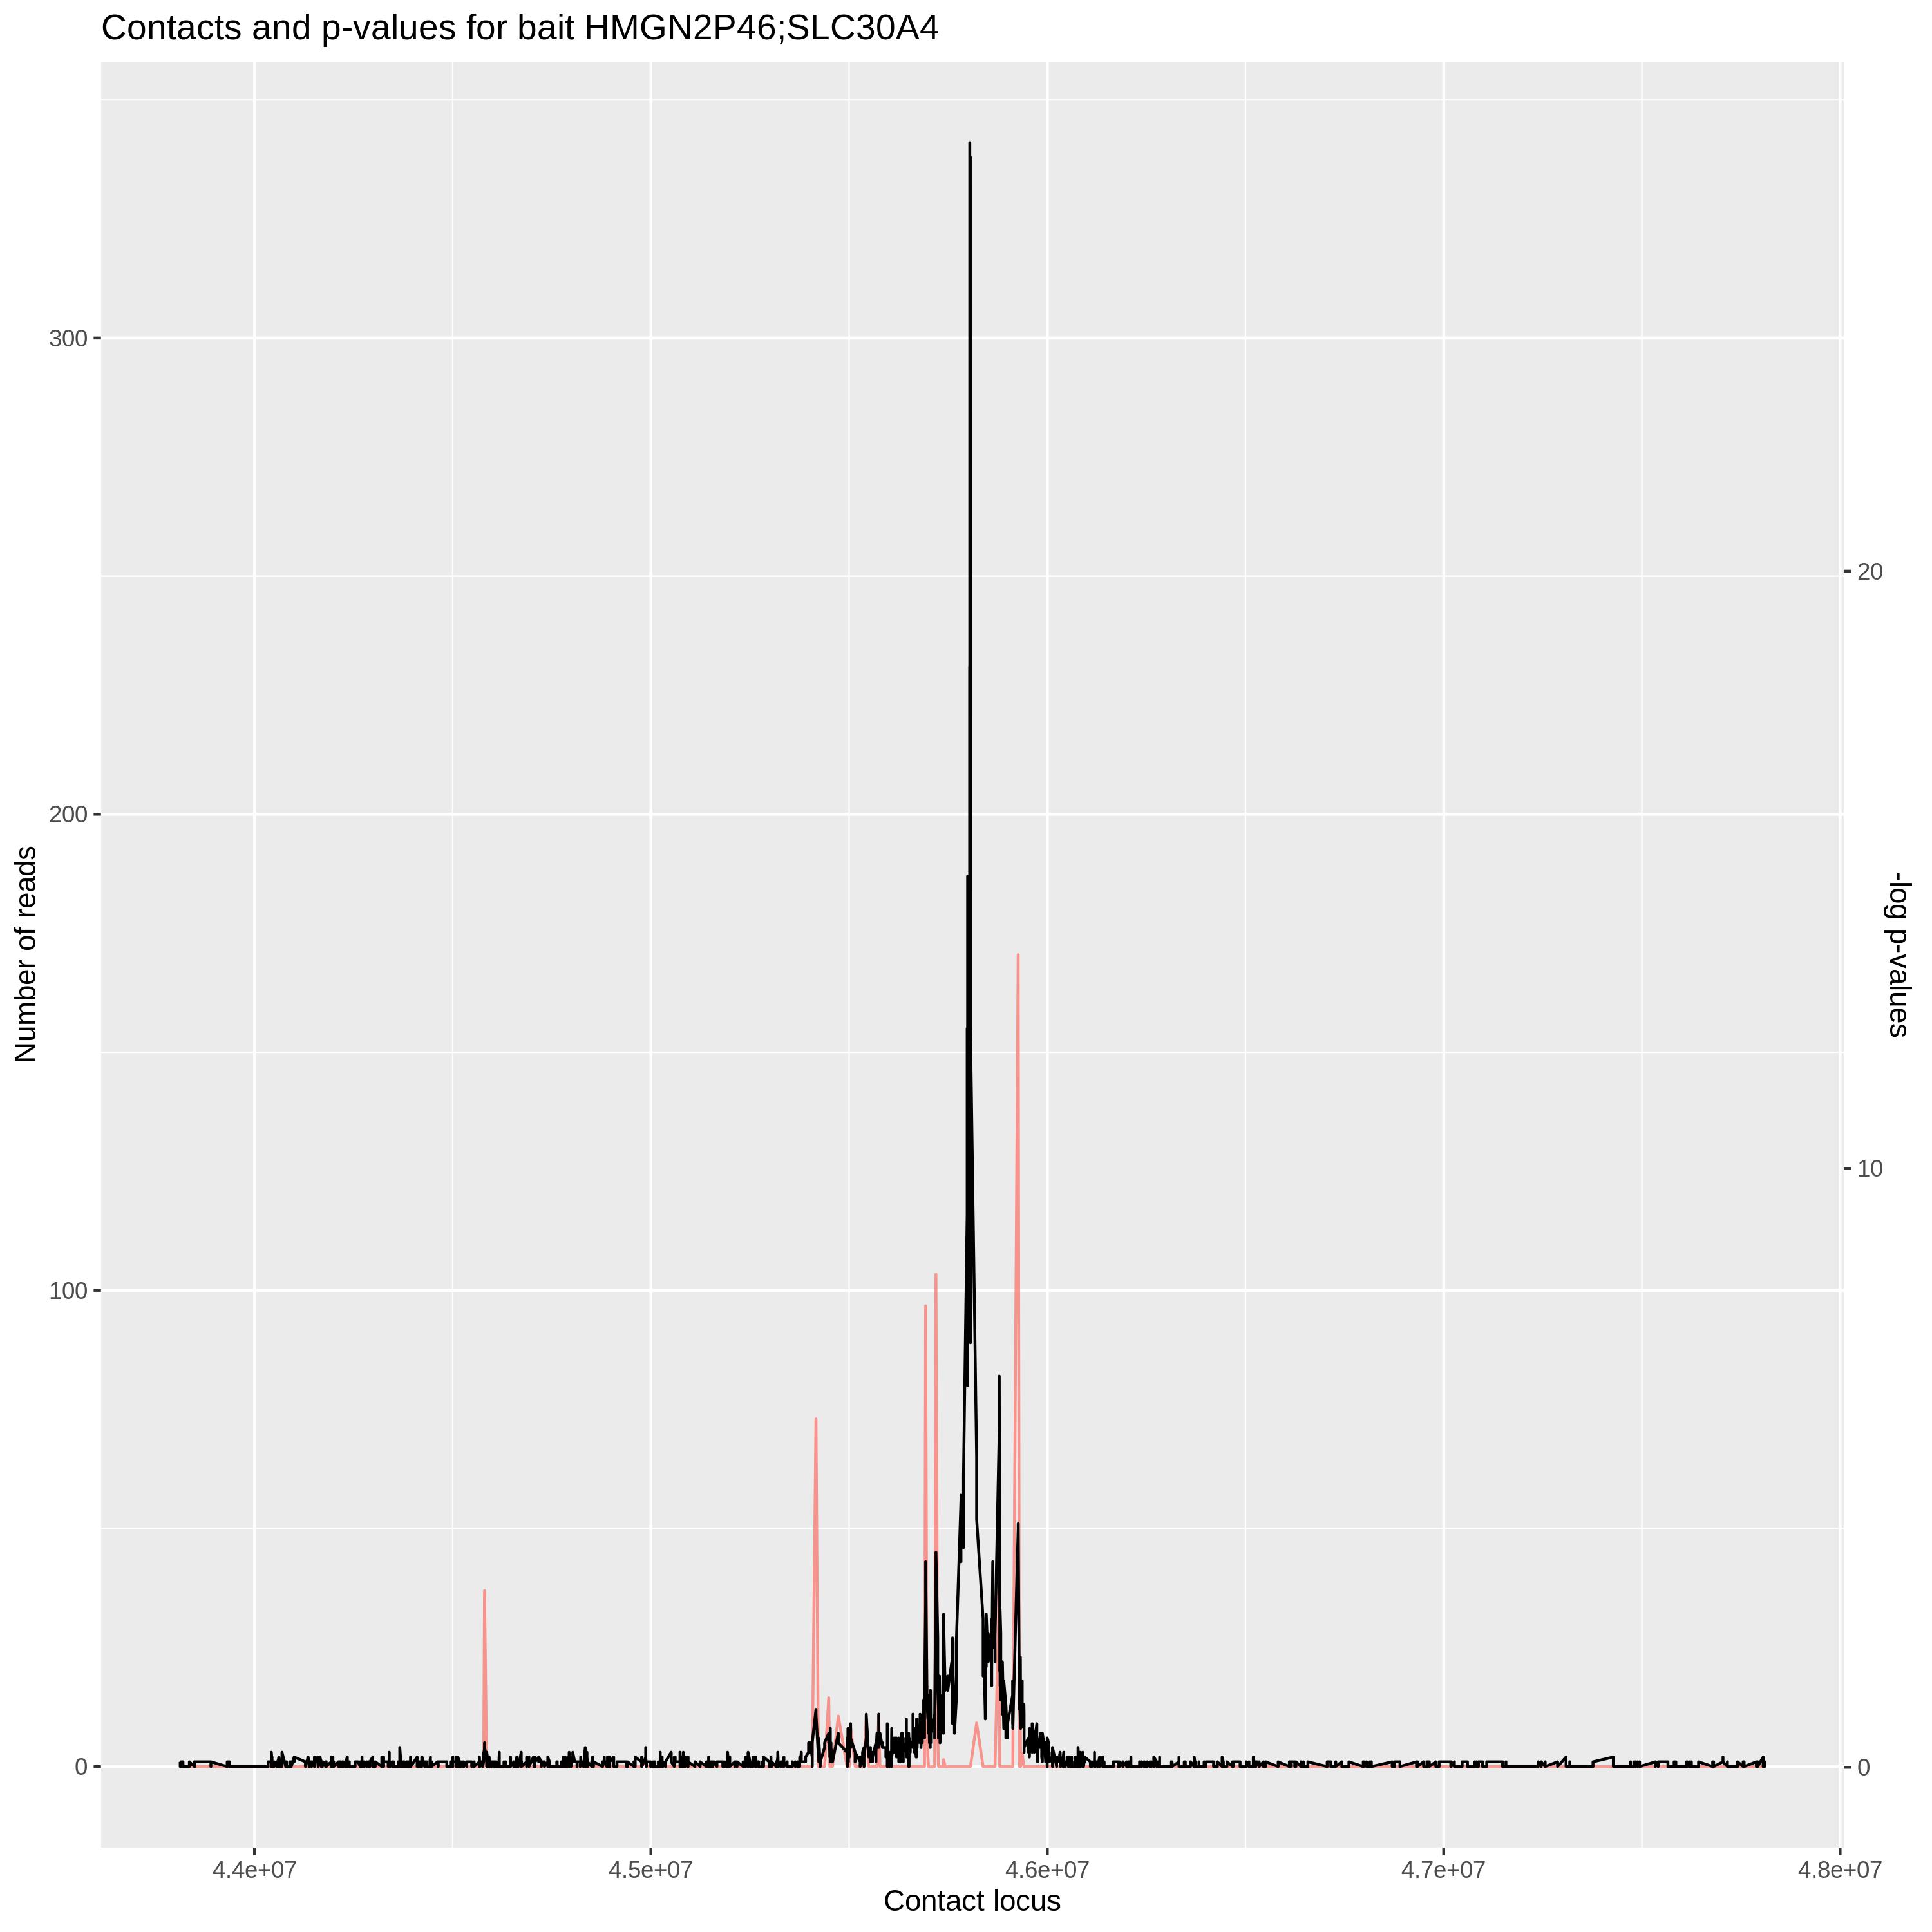 Contacts and p-values for bait HMGN2P46;SLC30A4
Number of reads
300
200
100
0
20
10
0
-log p-values
4.4e+07
4.5e+07
4.6e+07
4.7e+07
4.8e+07
Contact locus